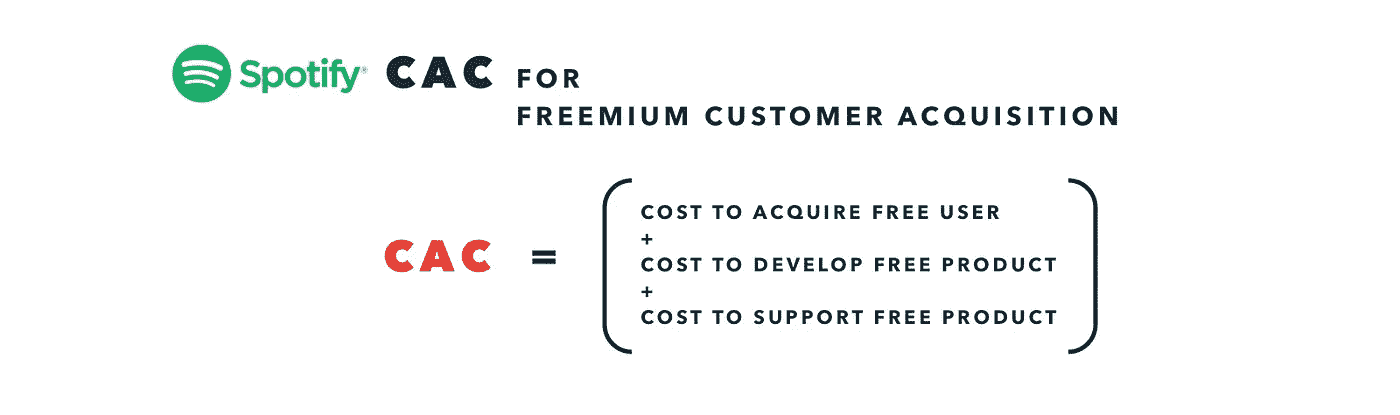 Spotify® CAC FOR
FREEMIUM CUSTOMER ACQUISITION
CAC =
COST TO ACQUIRE FREE USER
+
COST TO DEVELOP FREE PRODUCT
+
COST TO SUPPORT FREE PRODUCT